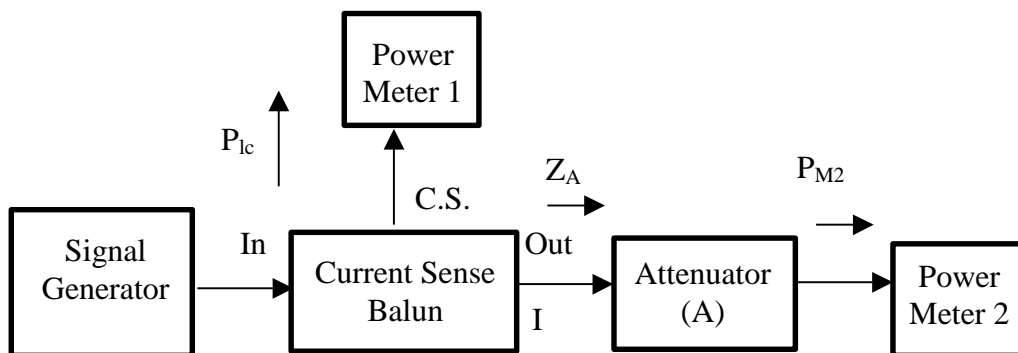 Power
Meter 1
P_lc
C.S.
Z_A
P_M2
Signal
Generator
In
Current Sense
Balun
Out
I
Attenuator
(A)
Power
Meter 2